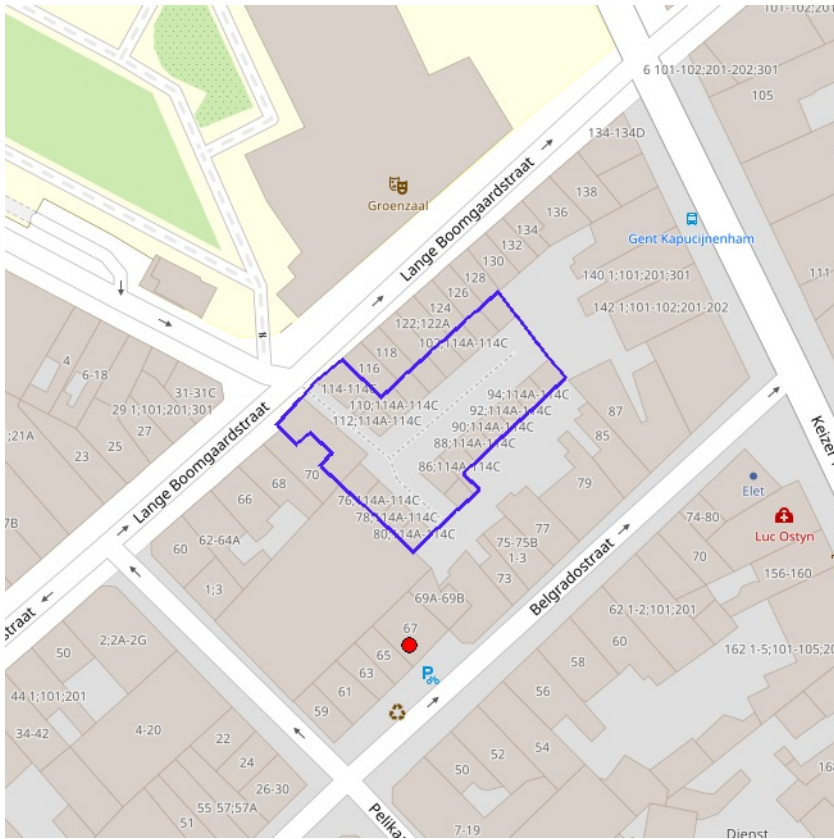 101-102;201
6 101-102;201-202;301
105
134-134D
Groenzaal
Lange Boomgaardstraat
138
136
134
132
130
128
126
124
122;122A
Gent Kapucijnenham
140 1;101;201;301
142 1;101-102;201-202
111
102;114A-114C
118
116
114-114C
110;114A-114C
112;114A-114C
94;114A-114C
92;114A-114C
90;114A-114C
88;114A-114C
86;114A-114C
4
6-18
31-31C
29 1;101;201;301
27
25
23
;21A
7B
Lange Boomgaardstraat
87
85
79
Keizer
70
68
66
76;114A-114C
78;114A-114C
80;114A-114C
Elet
Luc Ostyn
74-80
70
156-160
62-64A
60
1;3
77
75-75B
1-3
73
69A-69B
Belgradostraat
67
65
63
61
59
62 1-2;101;201
60
58
56
54
52
50
162 1-5;101-105;20
straat
2;2A-2G
50
44 1;101;201
34-42
4-20
22
24
26-30
55 57;57A
51
Pelika
7-19
168
Dienst